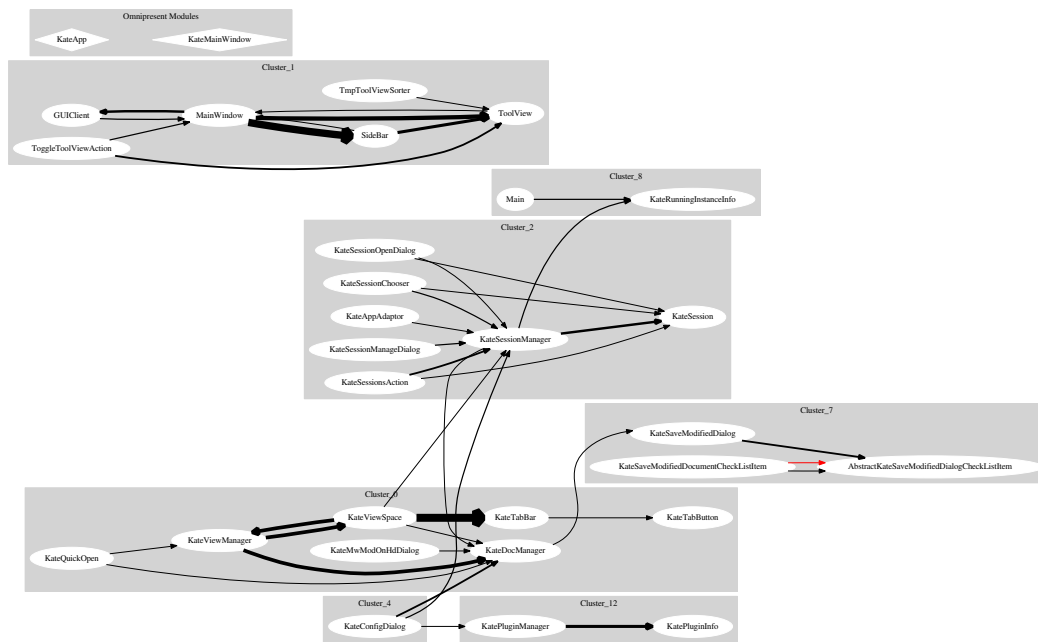 Omnipresent Modules
KateApp
KateMainWindow
Cluster_1
TmpToolViewSorter
GUIClient
MainWindow
ToolView
SideBar
ToggleToolViewAction
Cluster_8
Main
KateRunningInstanceInfo
Cluster_2
KateSessionOpenDialog
KateSessionChooser
KateAppAdaptor
KateSession
KateSessionManager
KateSessionManageDialog
KateSessionsAction
Cluster_7
KateSaveModifiedDialog
KateSaveModifiedDocumentCheckListItem
AbstractKateSaveModifiedDialogCheckListItem
Cluster_0
KateViewSpace
KateTabBar
KateTabButton
KateViewManager
KateMwModOnHdDialog
KateDocManager
KateQuickOpen
Cluster_4
KateConfigDialog
Cluster_12
KatePluginManager
KatePluginInfo